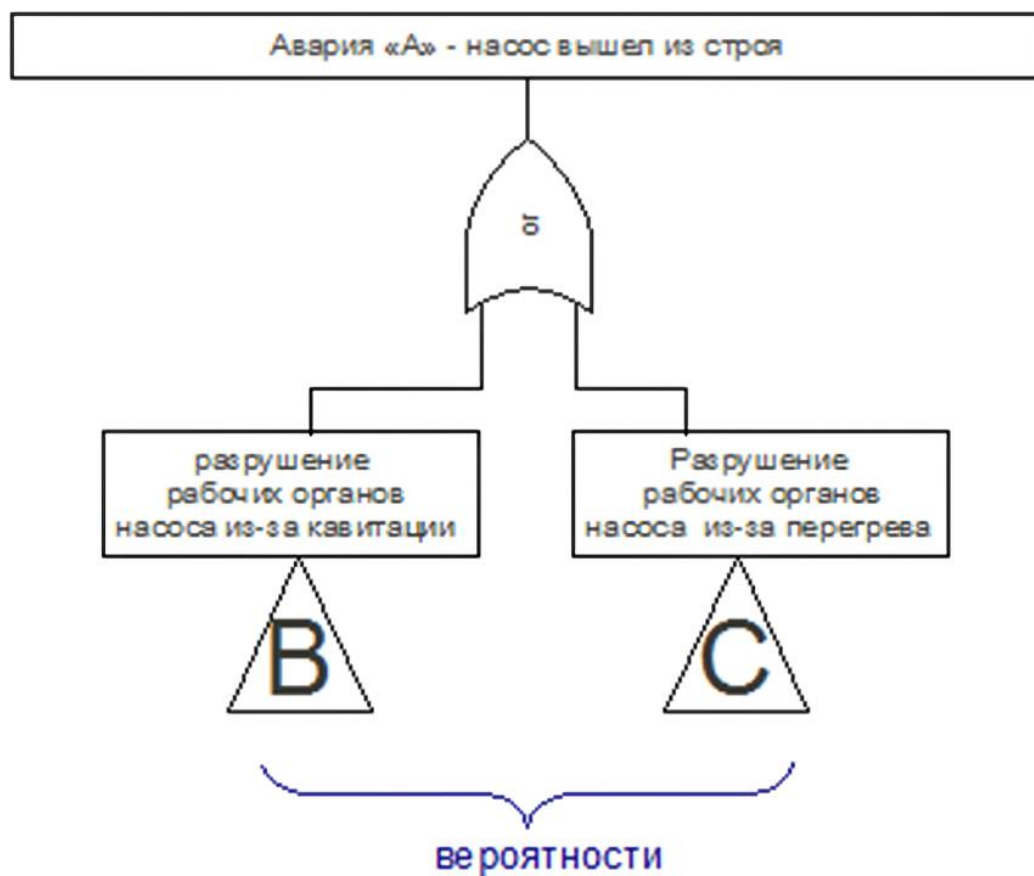 Авария «А» - насос вышел из строя
or
разрушение
рабочих органов
насоса из-за кавитации
Разрушение
рабочих органов
насоса из-за перегрева
B
C
вероятности